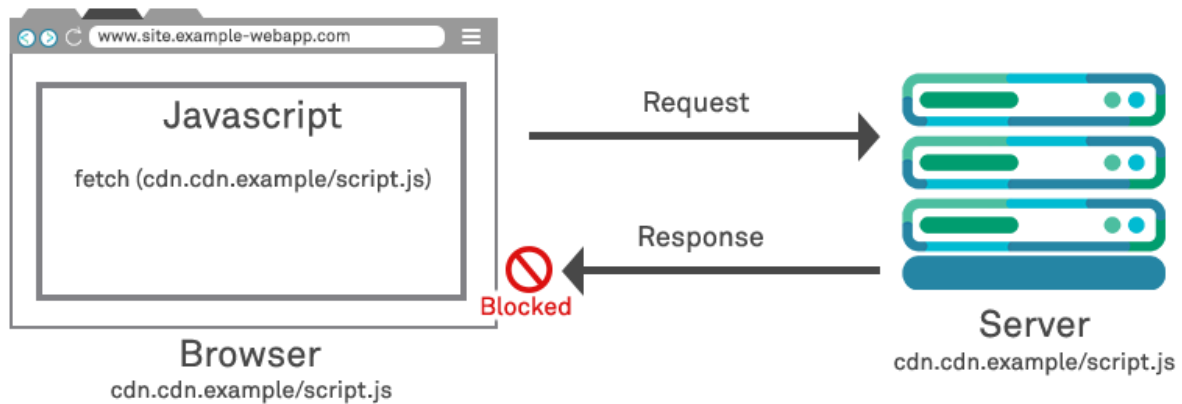 www.site.example-webapp.com
Javascript
fetch (cdn.cdn.example/script.js)
Request
Response
Blocked
Browser
cdn.cdn.example/script.js
Server
cdn.cdn.example/script.js